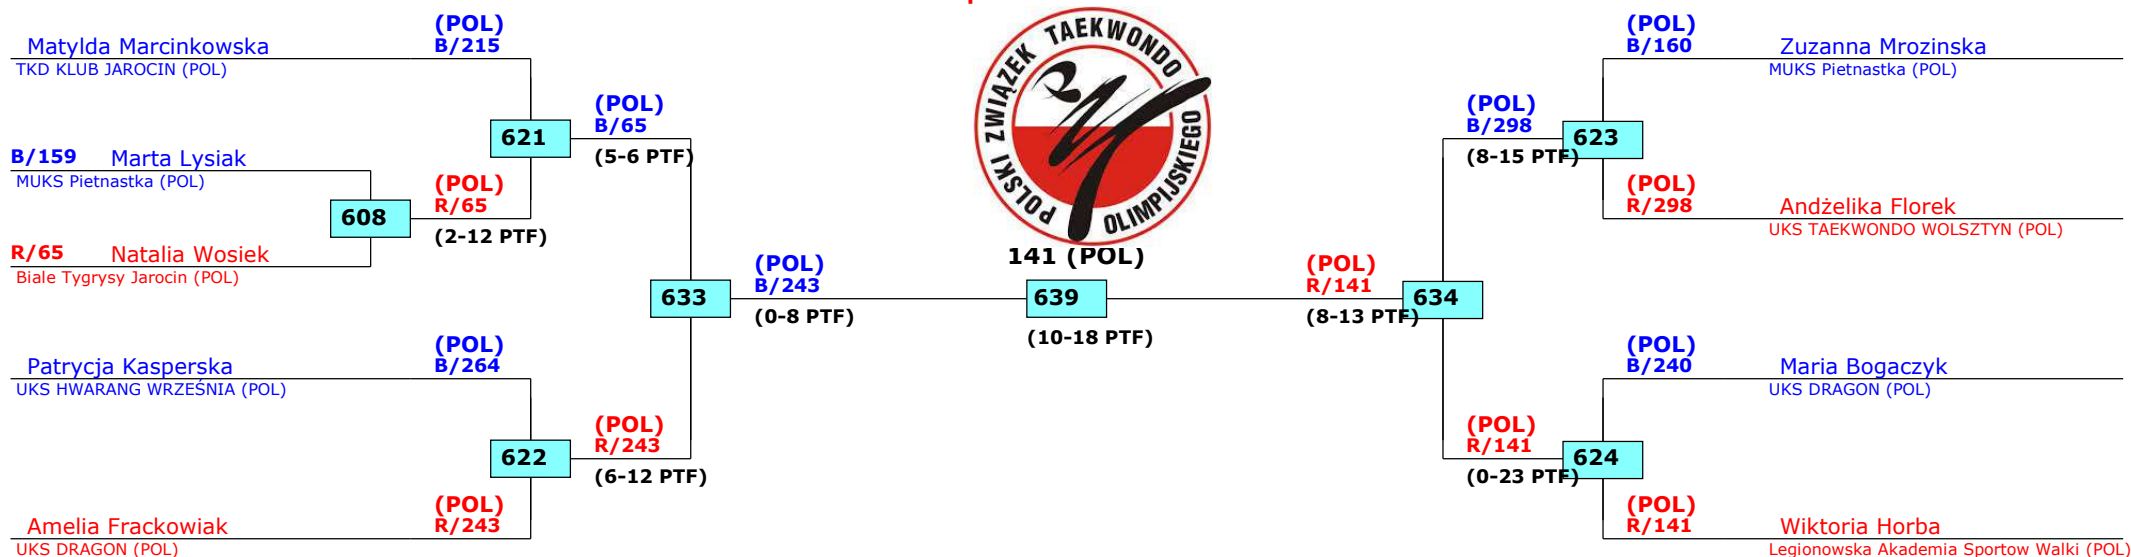 (POL)
B/215
Matylda Marcinkowska
TKD KLUB JAROCIN (POL)
621
(POL)
B/65
(5-6 PTF)
B/159 Marta Lysiak
MUKS Pietnastka (POL)
608
(POL)
R/65
(2-12 PTF)
R/65 Natalia Wosiek
Biale Tygrysy Jarocin (POL)
633
(POL)
B/243
(0-8 PTF)
Patrycja Kasperska
(POL)
B/264
UKS HWARANG WRZEŚNIA (POL)
622
(POL)
R/243
(6-12 PTF)
Amelia Frackowiak
(POL)
R/243
UKS DRAGON (POL)
POLSKI ZWIĄZEK TAEKWONDO OLIMPIJSKIEGO
141 (POL)
639
(10-18 PTF)
(POL)
R/141
(8-13 PTF)
634
(POL)
B/298
(8-15 PTF)
623
(POL)
B/160
Zuzanna Mrozinska
MUKS Pietnastka (POL)
(POL)
R/298
Andżelika Florek
UKS TAEKWONDO WOLSZTYN (POL)
(POL)
R/141
(0-23 PTF)
624
(POL)
B/240
Maria Bogaczyk
UKS DRAGON (POL)
(POL)
R/141
Wiktoria Horba
Legionowska Akademia Sportow Walki (POL)